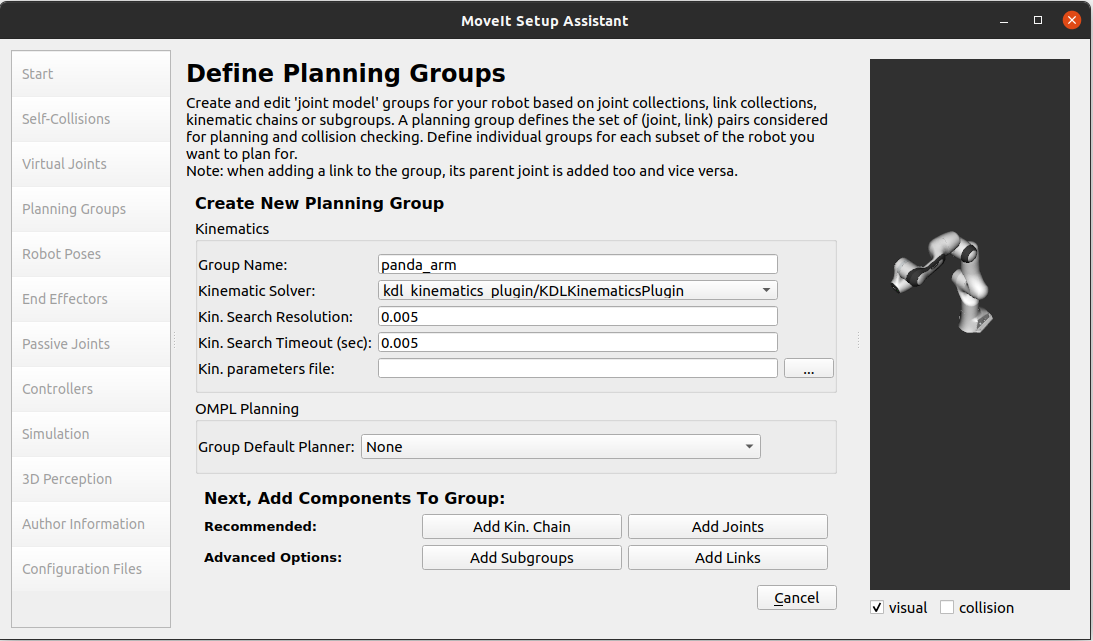 MoveIt Setup Assistant
Start
Self-Collisions
Virtual Joints
Planning Groups
Robot Poses
End Effectors
Passive Joints
Controllers
Simulation
3D Perception
Author Information
Configuration Files
Define Planning Groups
Create and edit 'joint model' groups for your robot based on joint collections, link collections,
kinematic chains or subgroups. A planning group defines the set of (joint, link) pairs considered
for planning and collision checking. Define individual groups for each subset of the robot you
want to plan for.
Note: when adding a link to the group, its parent joint is added too and vice versa.
Create New Planning Group
Kinematics
Group Name: panda_arm
Kinematic Solver: kdl_kinematics_plugin/KDLKinematicsPlugin
Kin. Search Resolution: 0.005
Kin. Search Timeout (sec): 0.005
Kin. parameters file: ...
OMPL Planning
Group Default Planner: None
Next, Add Components To Group:
Recommended: Add Kin. Chain Add Joints
Advanced Options: Add Subgroups Add Links
Cancel
visual collision